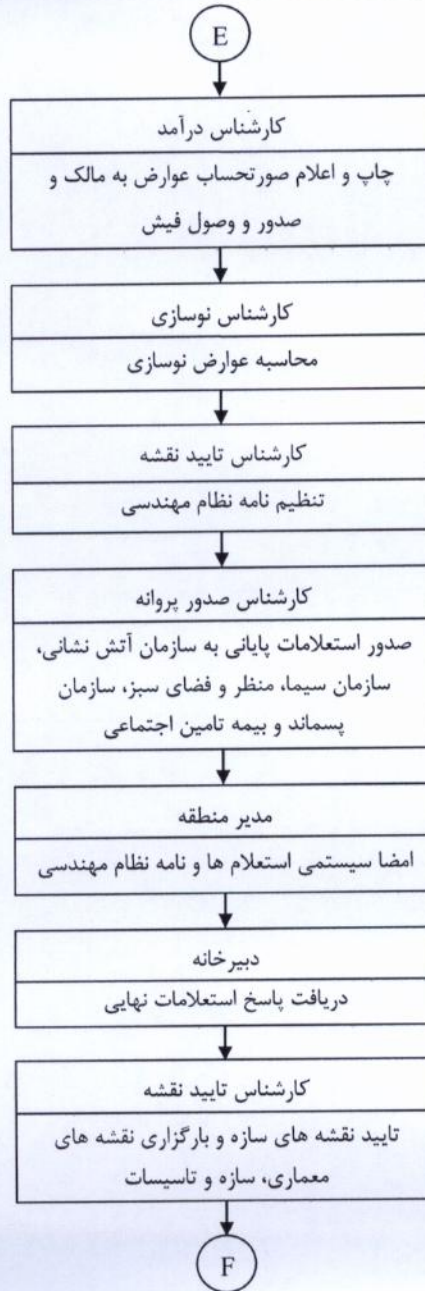 E
کارشناس درآمد
چاپ و اعلام صورتحساب عوارض به مالک و
صدور و وصول فیش
کارشناس نوسازی
محاسبه عوارض نوسازی
کارشناس تایید نقشه
تنظیم نامه نظام مهندسی
کارشناس صدور پروانه
صدور استعلامات پایانی به سازمان آتش نشانی،
سازمان سیما، منظر و فضای سبز، سازمان
پسماند و بیمه تامین اجتماعی
مدیر منطقه
امضا سیستمی استعلام ها و نامه نظام مهندسی
دبیرخانه
دریافت پاسخ استعلامات نهایی
کارشناس تایید نقشه
تایید نقشه های سازه و بارگزاری نقشه های
معماری، سازه و تاسیسات
F